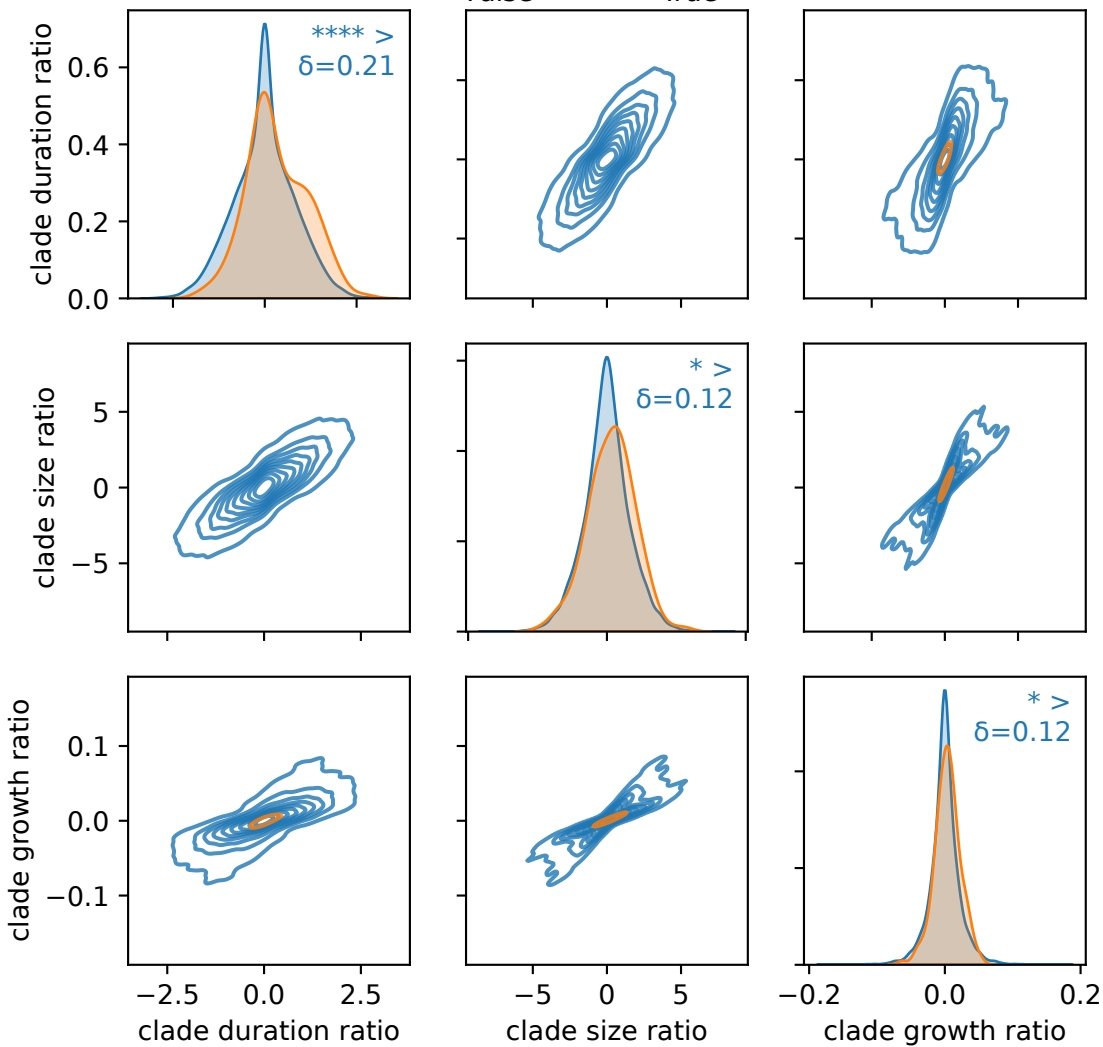 clade duration ratio
0.6
0.4
0.2
0.0
**** >
δ=0.21
clade size ratio
5
0
−5
* >
δ=0.12
clade growth ratio
0.1
0.0
−0.1
* >
δ=0.12
−2.5 0.0 2.5
−5 0 5
−0.2 0.0 0.2
clade duration ratio
clade size ratio
clade growth ratio